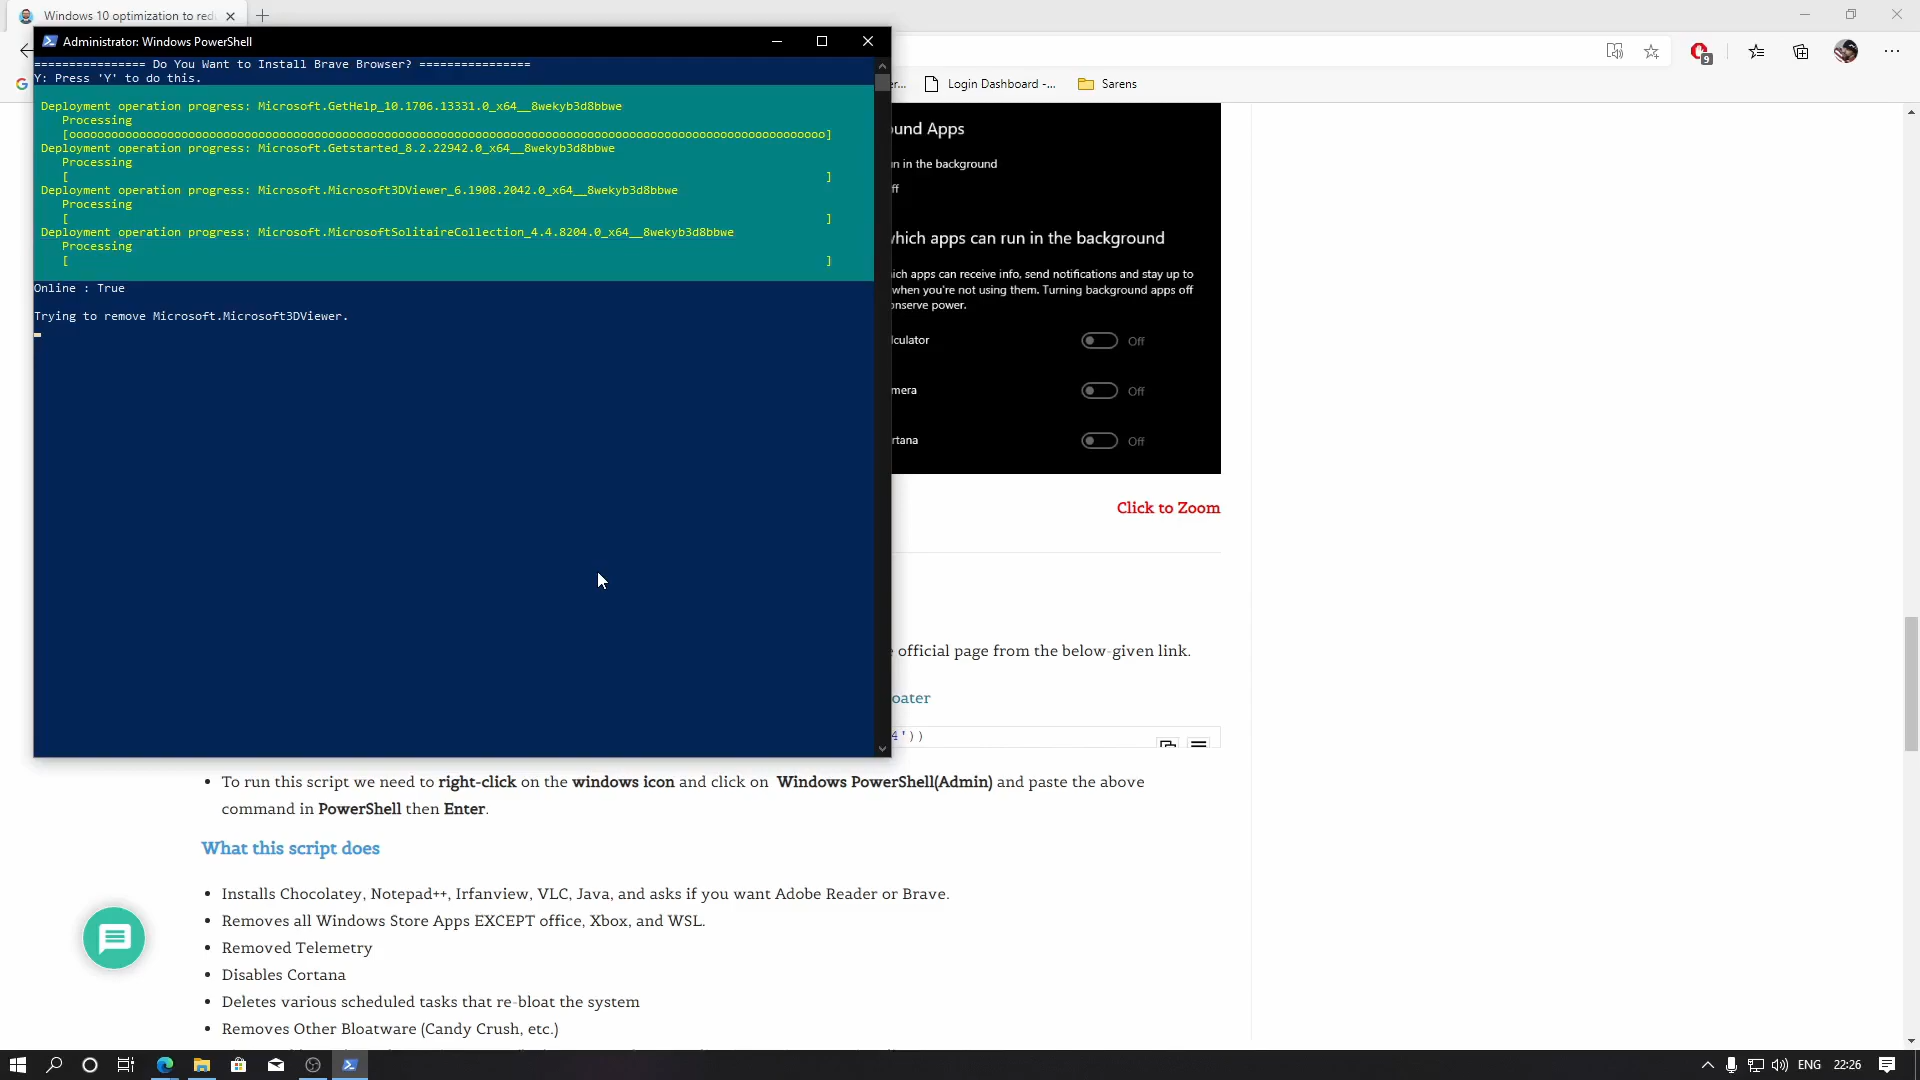 Windows 10 optimization to red
Administrator: Windows PowerShell
================ Do You Want to Install Brave Browser? ================
Y: Press 'Y' to do this.
Deployment operation progress: Microsoft.GetHelp_10.1706.13331.0_x64__8wekyb3d8bbwe
Processing
[oooooooooooooooooooooooooooooooooooooooooooooooooooooooooooooooooooooooooooooooooooooooooooooooooooooooooooo]
Deployment operation progress: Microsoft.Getstarted_8.2.22942.0_x64__8wekyb3d8bbwe
Processing
[ ]
Deployment operation progress: Microsoft.Microsoft3DViewer_6.1908.2042.0_x64__8wekyb3d8bbwe
Processing
[ ]
Deployment operation progress: Microsoft.MicrosoftSolitaireCollection_4.4.8204.0_x64__8wekyb3d8bbwe
Processing
[ ]
Online : True
Trying to remove Microsoft.Microsoft3DViewer.
9
er...
Login Dashboard -...
Sarens
und Apps
n in the background
ff
which apps can run in the background
ich apps can receive info, send notifications and stay up to
when you're not using them. Turning background apps off
onserve power.
lculator
Off
mera
Off
rtana
Off
Click to Zoom
e official page from the below-given link.
oater
4'))
To run this script we need to right-click on the windows icon and click on Windows PowerShell(Admin) and paste the above
command in PowerShell then Enter.
What this script does
Installs Chocolatey, Notepad++, Irfanview, VLC, Java, and asks if you want Adobe Reader or Brave.
Removes all Windows Store Apps EXCEPT office, Xbox, and WSL.
Removed Telemetry
Disables Cortana
Deletes various scheduled tasks that re-bloat the system
Removes Other Bloatware (Candy Crush, etc.)
ENG
22:26